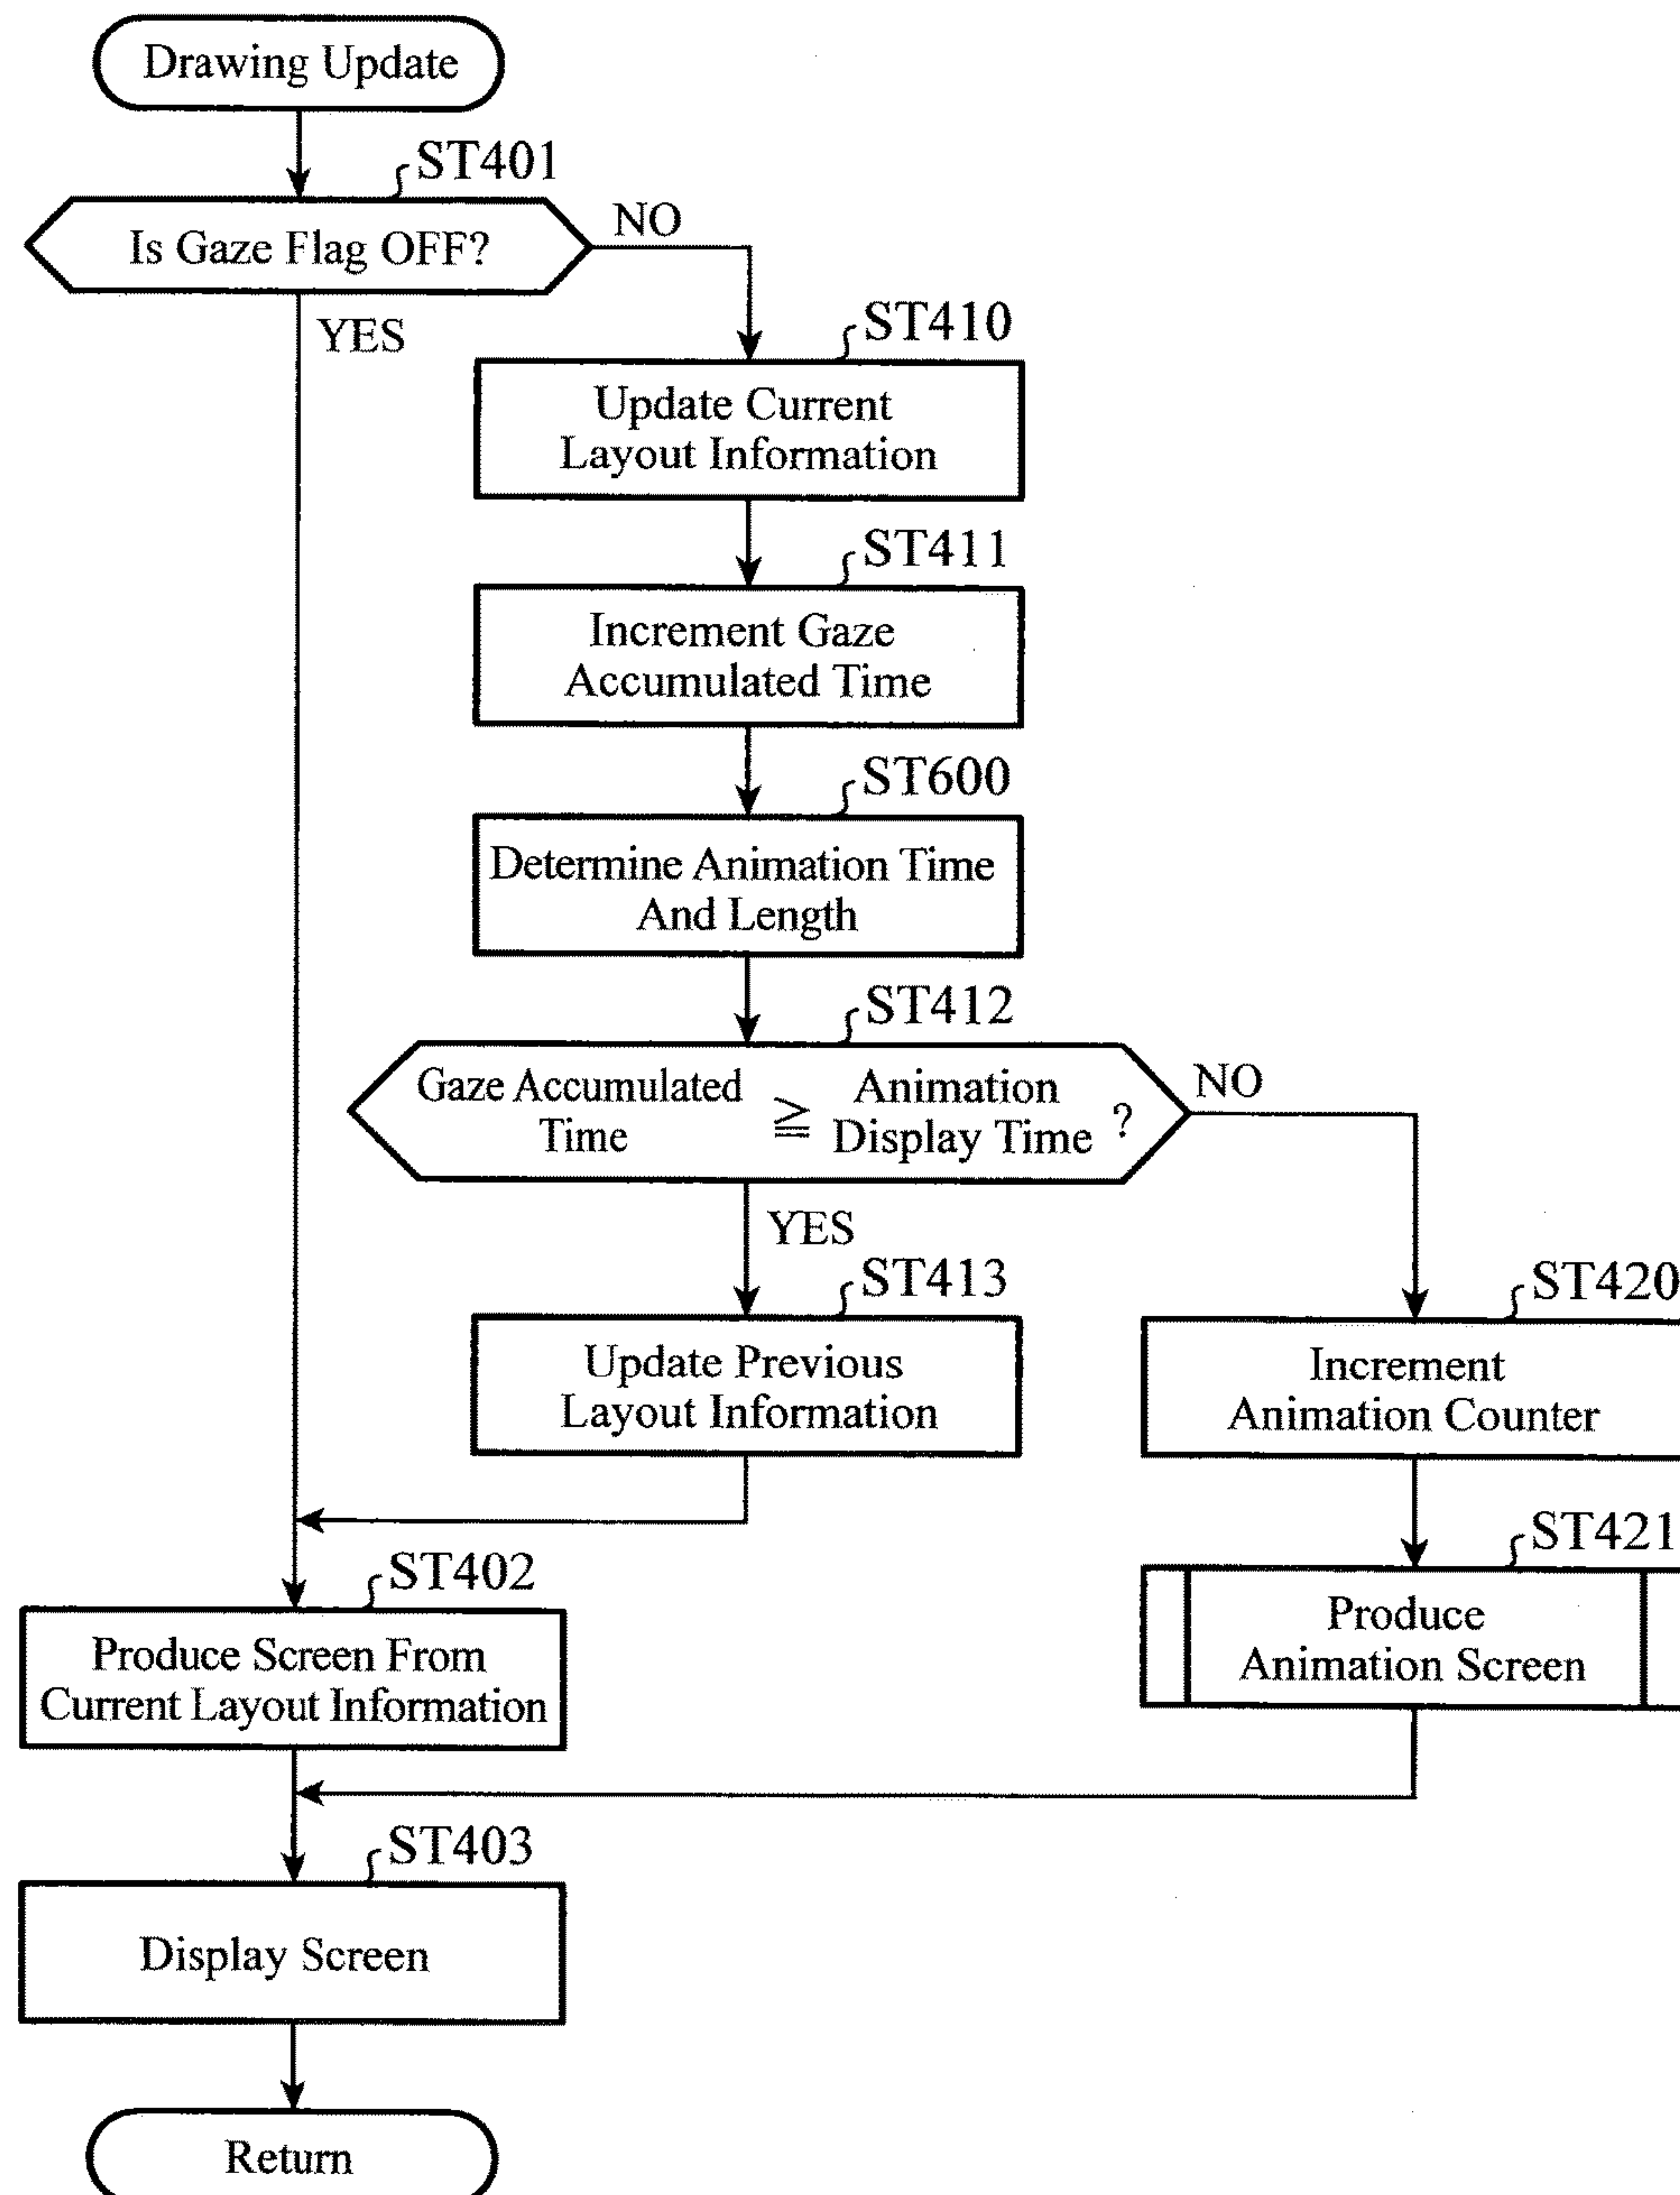 Drawing Update
ST401
Is Gaze Flag OFF?
NO
YES
ST410
Update Current
Layout Information
ST411
Increment Gaze
Accumulated Time
ST600
Determine Animation Time
And Length
ST412
Gaze Accumulated
Time
≧
Animation
Display Time
?
NO
YES
ST413
Update Previous
Layout Information
ST420
Increment
Animation Counter
ST421
Produce
Animation Screen
ST402
Produce Screen From
Current Layout Information
ST403
Display Screen
Return